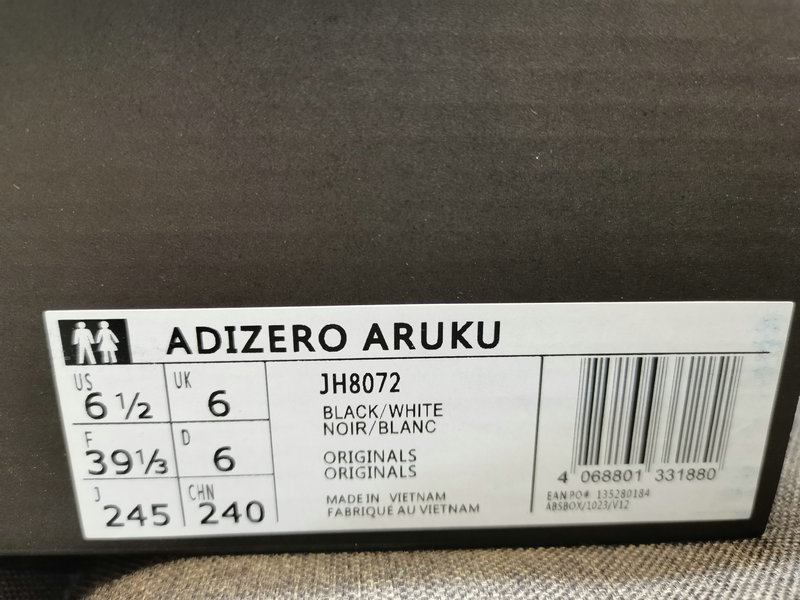 ADIZERO ARUKU
US 6 1/2 UK 6
F 39 1/3 D 6
J 245 CHN 240
JH8072
BLACK/WHITE
NOIR/BLANC
ORIGINALS
ORIGINALS
MADE IN VIETNAM
FABRIQUÉ AU VIETNAM
4 068801 331880
EAN.PO# 135280184
ABSBOX/1023/V12